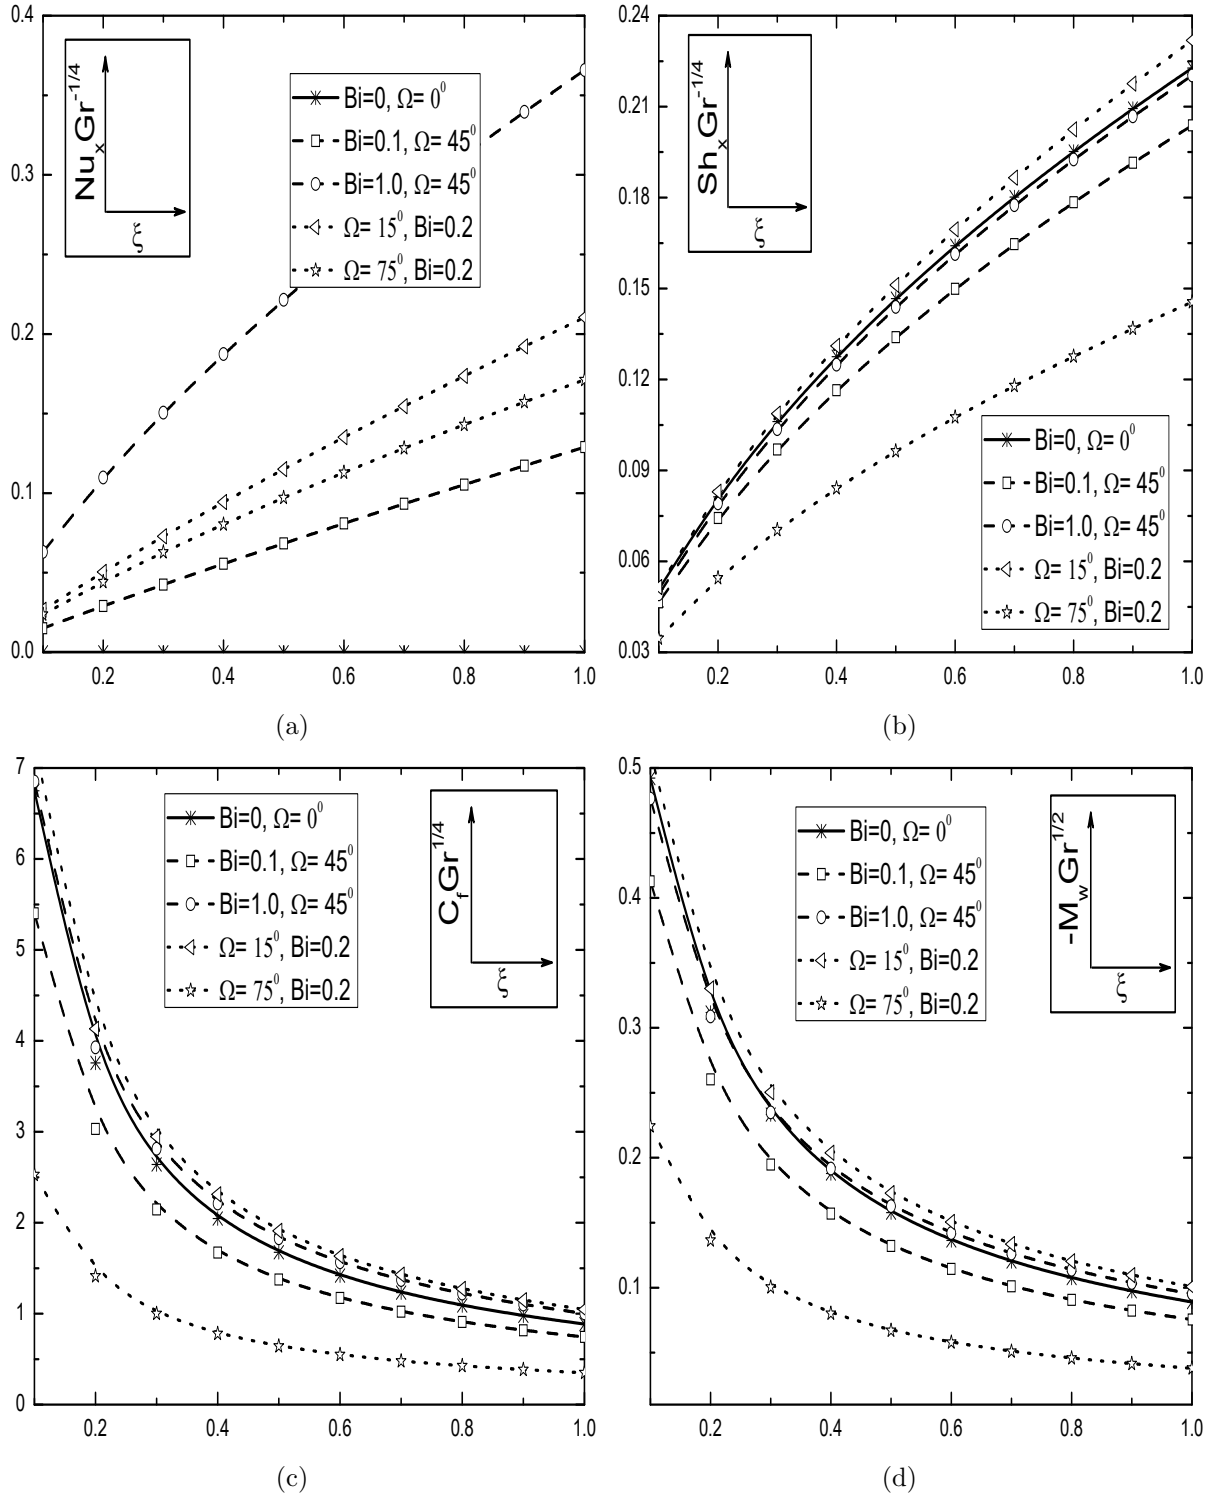 0.4
0.3
0.2
0.1
0.0
Nu_x Gr^{-1/4}
ξ
Bi=0, Ω= 0^0
Bi=0.1, Ω= 45^0
Bi=1.0, Ω= 45^0
Ω= 15^0, Bi=0.2
Ω= 75^0, Bi=0.2
0.2 0.4 0.6 0.8 1.0
(a)
0.24
0.21
0.18
0.15
0.12
0.09
0.06
0.03
Sh_x Gr^{-1/4}
ξ
Bi=0, Ω= 0^0
Bi=0.1, Ω= 45^0
Bi=1.0, Ω= 45^0
Ω= 15^0, Bi=0.2
Ω= 75^0, Bi=0.2
0.2 0.4 0.6 0.8 1.0
(b)
7
6
5
4
3
2
1
0
Bi=0, Ω= 0^0
Bi=0.1, Ω= 45^0
Bi=1.0, Ω= 45^0
Ω= 15^0, Bi=0.2
Ω= 75^0, Bi=0.2
C_f Gr^{1/4}
ξ
0.2 0.4 0.6 0.8 1.0
(c)
0.5
0.4
0.3
0.2
0.1
Bi=0, Ω= 0^0
Bi=0.1, Ω= 45^0
Bi=1.0, Ω= 45^0
Ω= 15^0, Bi=0.2
Ω= 75^0, Bi=0.2
-M_w Gr^{1/2}
ξ
0.2 0.4 0.6 0.8 1.0
(d)